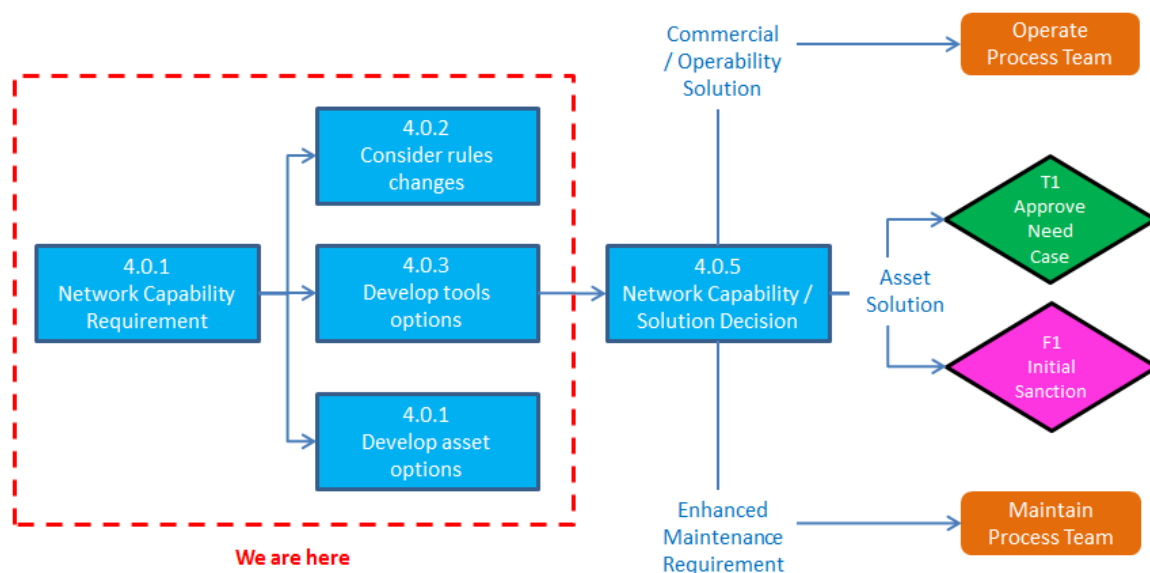 Commercial
/ Operability
Solution
Operate
Process Team
4.0.2
Consider rules
changes
T1
Approve
Need
Case
4.0.1
Network Capability
Requirement
4.0.3
Develop tools
options
4.0.5
Network Capability /
Solution Decision
Asset
Solution
F1
Initial
Sanction
4.0.1
Develop asset
options
Enhanced
Maintenance
Requirement
Maintain
Process Team
We are here